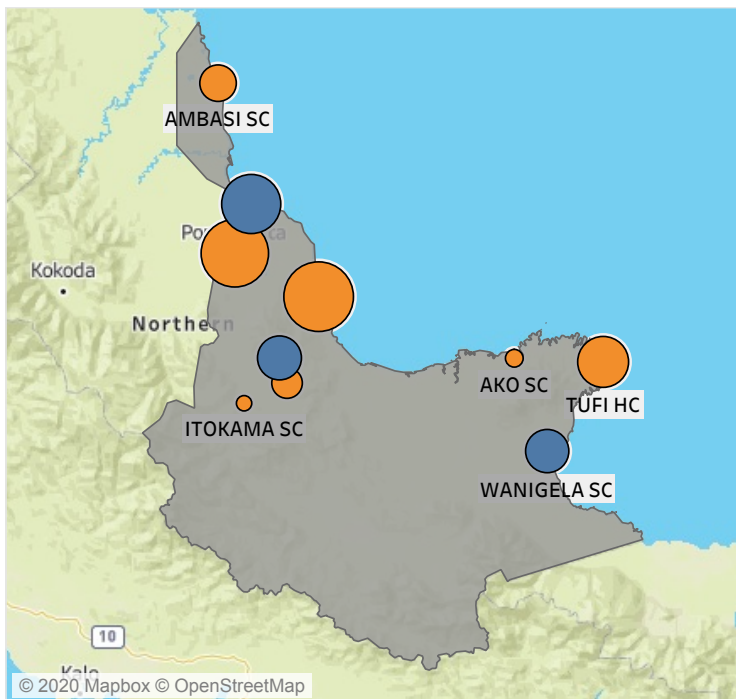 AMBASI SC
Kokoda
Northern
AKO SC
TUFI HC
ITOKAMA SC
WANIGELA SC
10
© 2020 Mapbox © OpenStreetMap